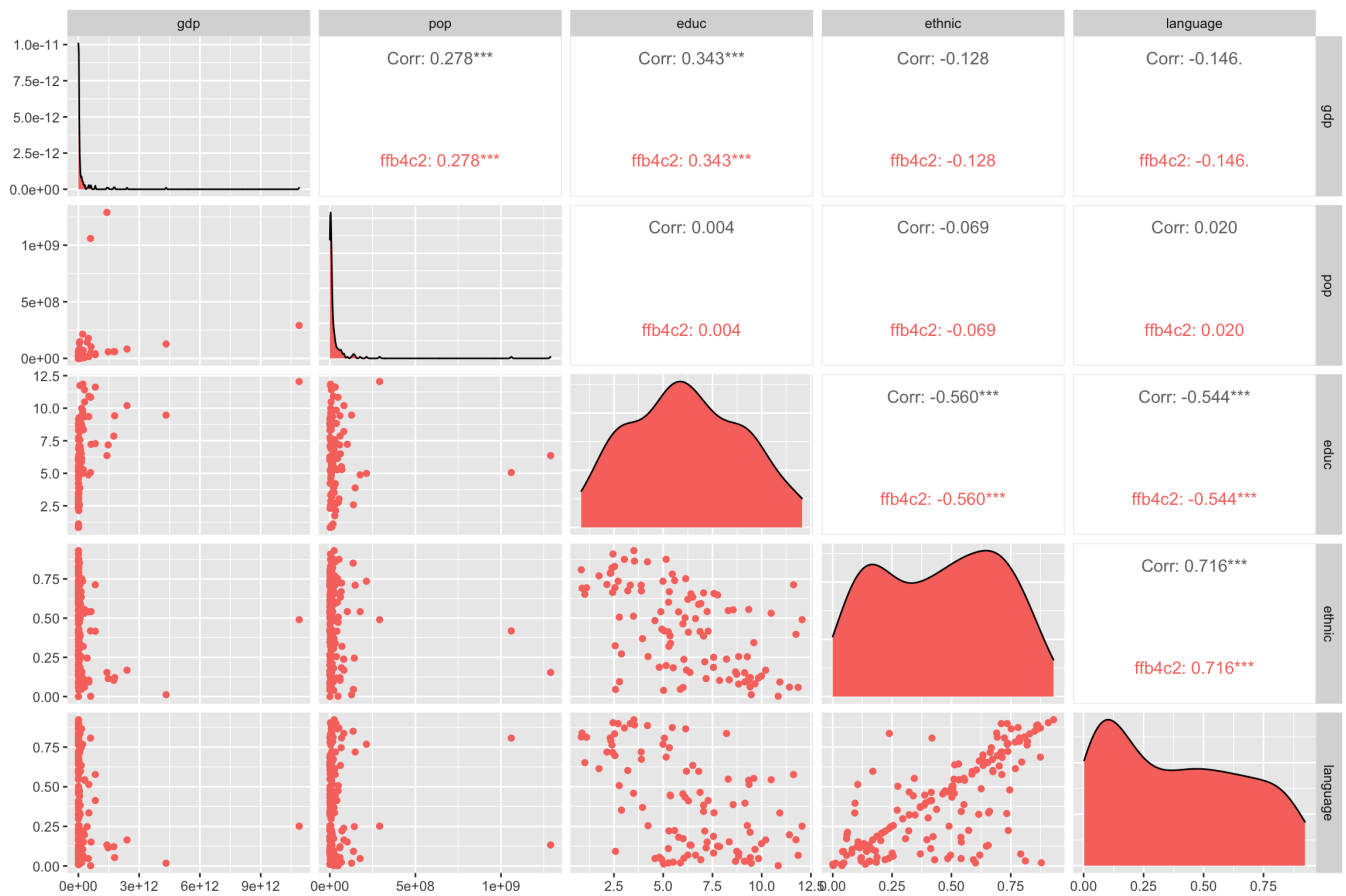 gdp pop educ ethnic language
1.0e-11
7.5e-12
5.0e-12
2.5e-12
0.0e+00
Corr: 0.278***
ffb4c2: 0.278***
Corr: 0.343***
ffb4c2: 0.343***
Corr: -0.128
ffb4c2: -0.128
Corr: -0.146.
ffb4c2: -0.146.
gdp
1e+09
5e+08
0e+00
Corr: 0.004
ffb4c2: 0.004
Corr: -0.069
ffb4c2: -0.069
Corr: 0.020
ffb4c2: 0.020
pop
12.5
10.0
7.5
5.0
2.5
Corr: -0.560***
ffb4c2: -0.560***
Corr: -0.544***
ffb4c2: -0.544***
educ
0.75
0.50
0.25
0.00
Corr: 0.716***
ffb4c2: 0.716***
ethnic
0.75
0.50
0.25
0.00
language
0e+00 3e+12 6e+12 9e+12 0e+00 5e+08 1e+09 2.5 5.0 7.5 10.0 12.5 0.00 0.25 0.50 0.75 0.00 0.25 0.50 0.75